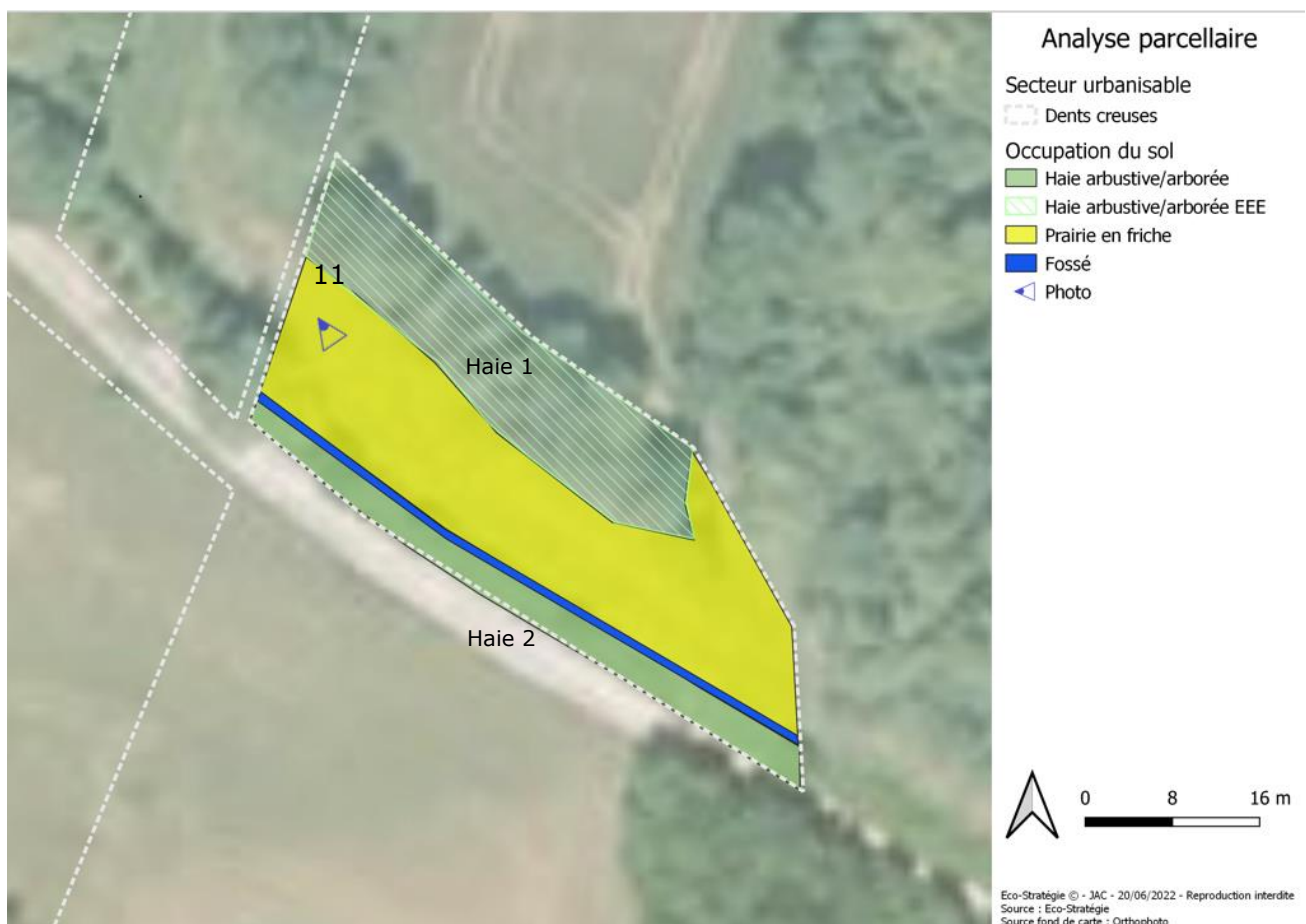 Analyse parcellaire
Secteur urbanisable
Dents creuses
Occupation du sol
Haie arbustive/arborée
Haie arbustive/arborée EEE
Prairie en friche
Fossé
Photo
11
Haie 1
Haie 2
0 8 16 m
Eco-Stratégie © - JAC - 20/06/2022 - Reproduction interdite
Source : Eco-Stratégie
Source fond de carte : Orthophoto